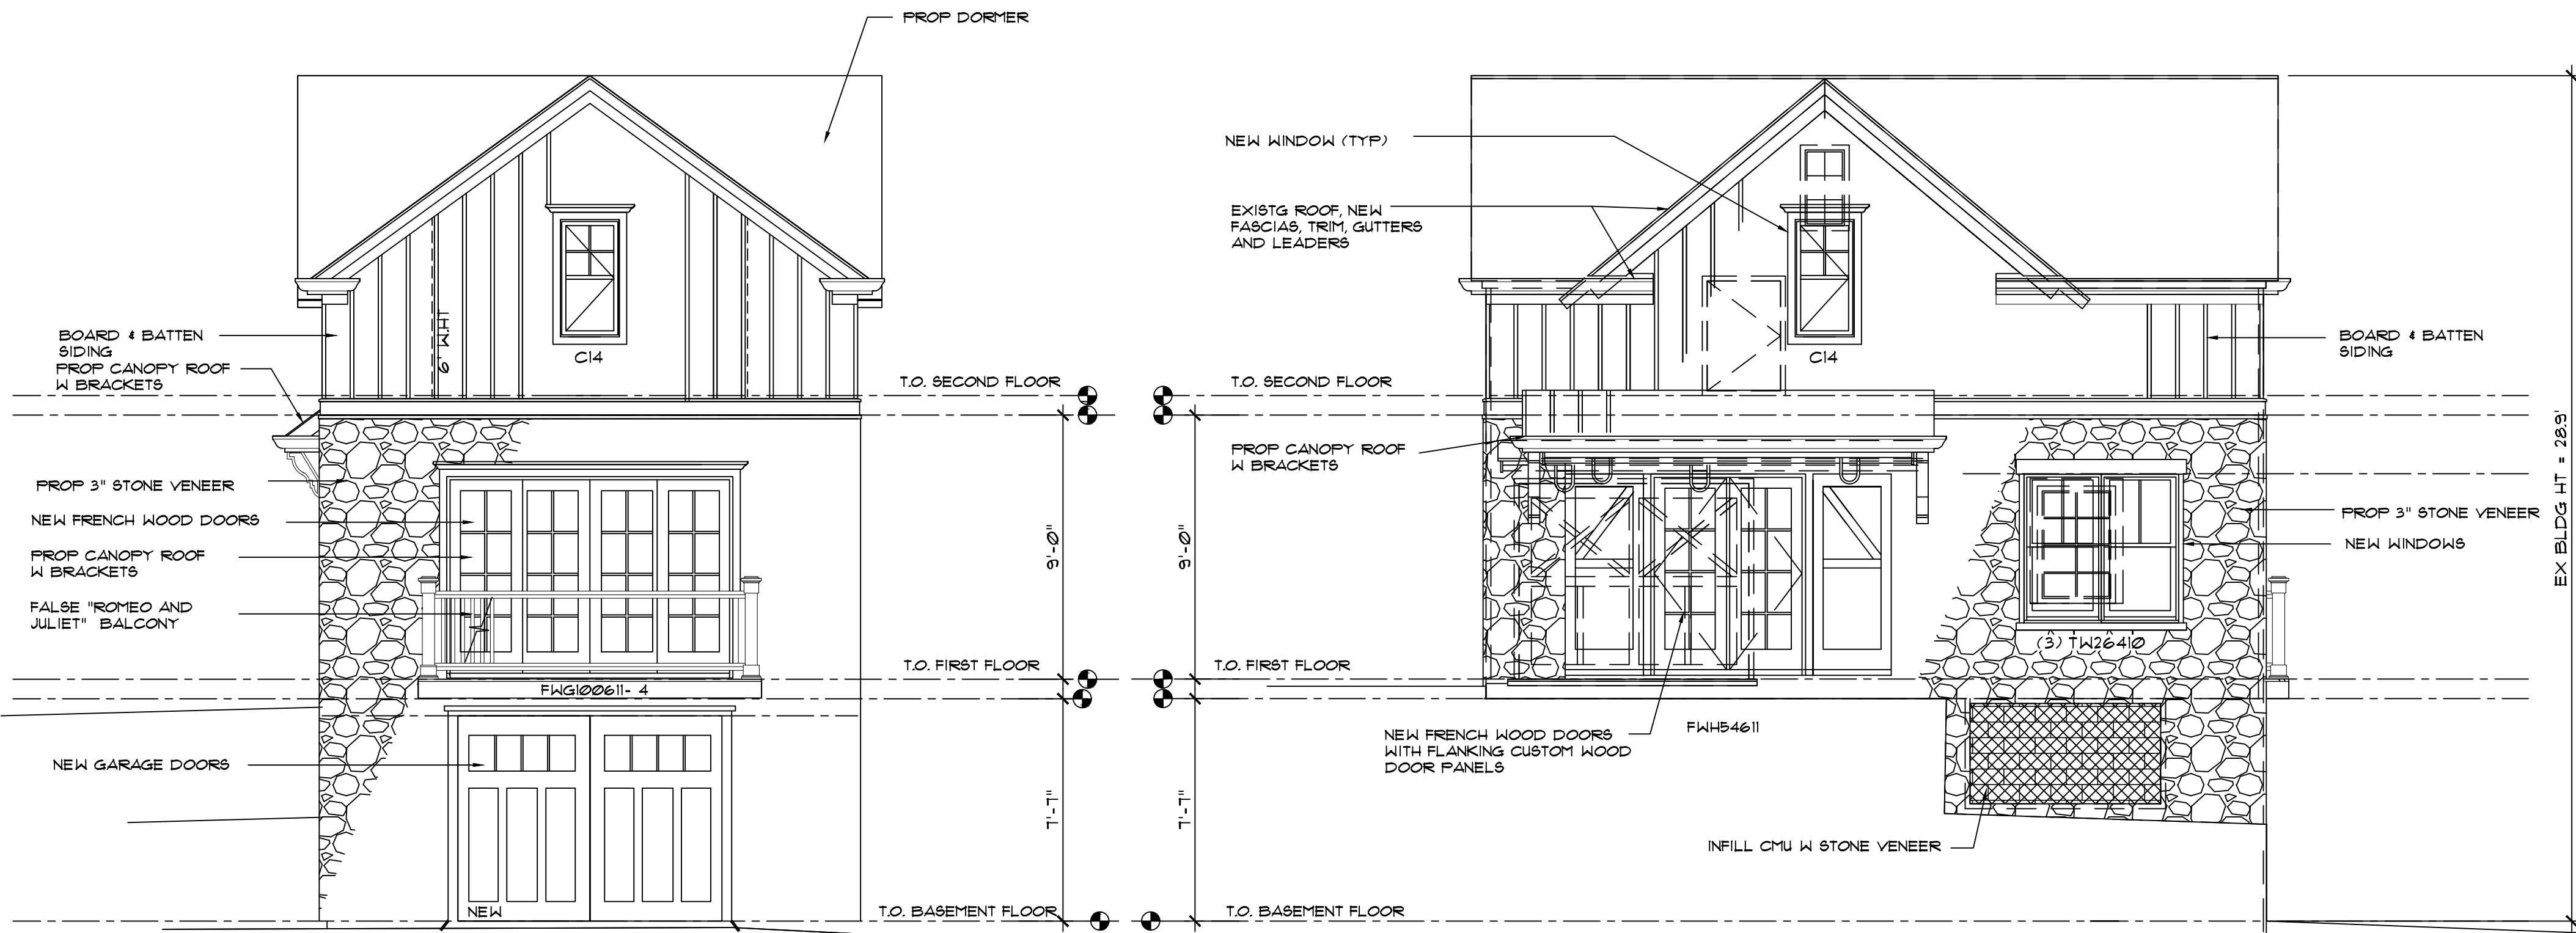 PROP DORMER
BOARD & BATTEN
SIDING
PROP CANOPY ROOF
W BRACKETS
PROP 3" STONE VENEER
NEW FRENCH WOOD DOORS
PROP CANOPY ROOF
W BRACKETS
FALSE "ROMEO AND
JULIET" BALCONY
NEW GARAGE DOORS
C14
FWG100611- 4
NEW
T.O. SECOND FLOOR
T.O. FIRST FLOOR
T.O. BASEMENT FLOOR
9'-0"
7'-7"
NEW WINDOW (TYP)
EXISTG ROOF, NEW
FASCIAS, TRIM, GUTTERS
AND LEADERS
T.O. SECOND FLOOR
PROP CANOPY ROOF
W BRACKETS
9'-0"
T.O. FIRST FLOOR
7'-7"
T.O. BASEMENT FLOOR
C14
NEW FRENCH WOOD DOORS
WITH FLANKING CUSTOM WOOD
DOOR PANELS
FWH54611
(3) TW26410
INFILL CMU W STONE VENEER
BOARD & BATTEN
SIDING
PROP 3" STONE VENEER
NEW WINDOWS
EX BLDG HT = 28.9'